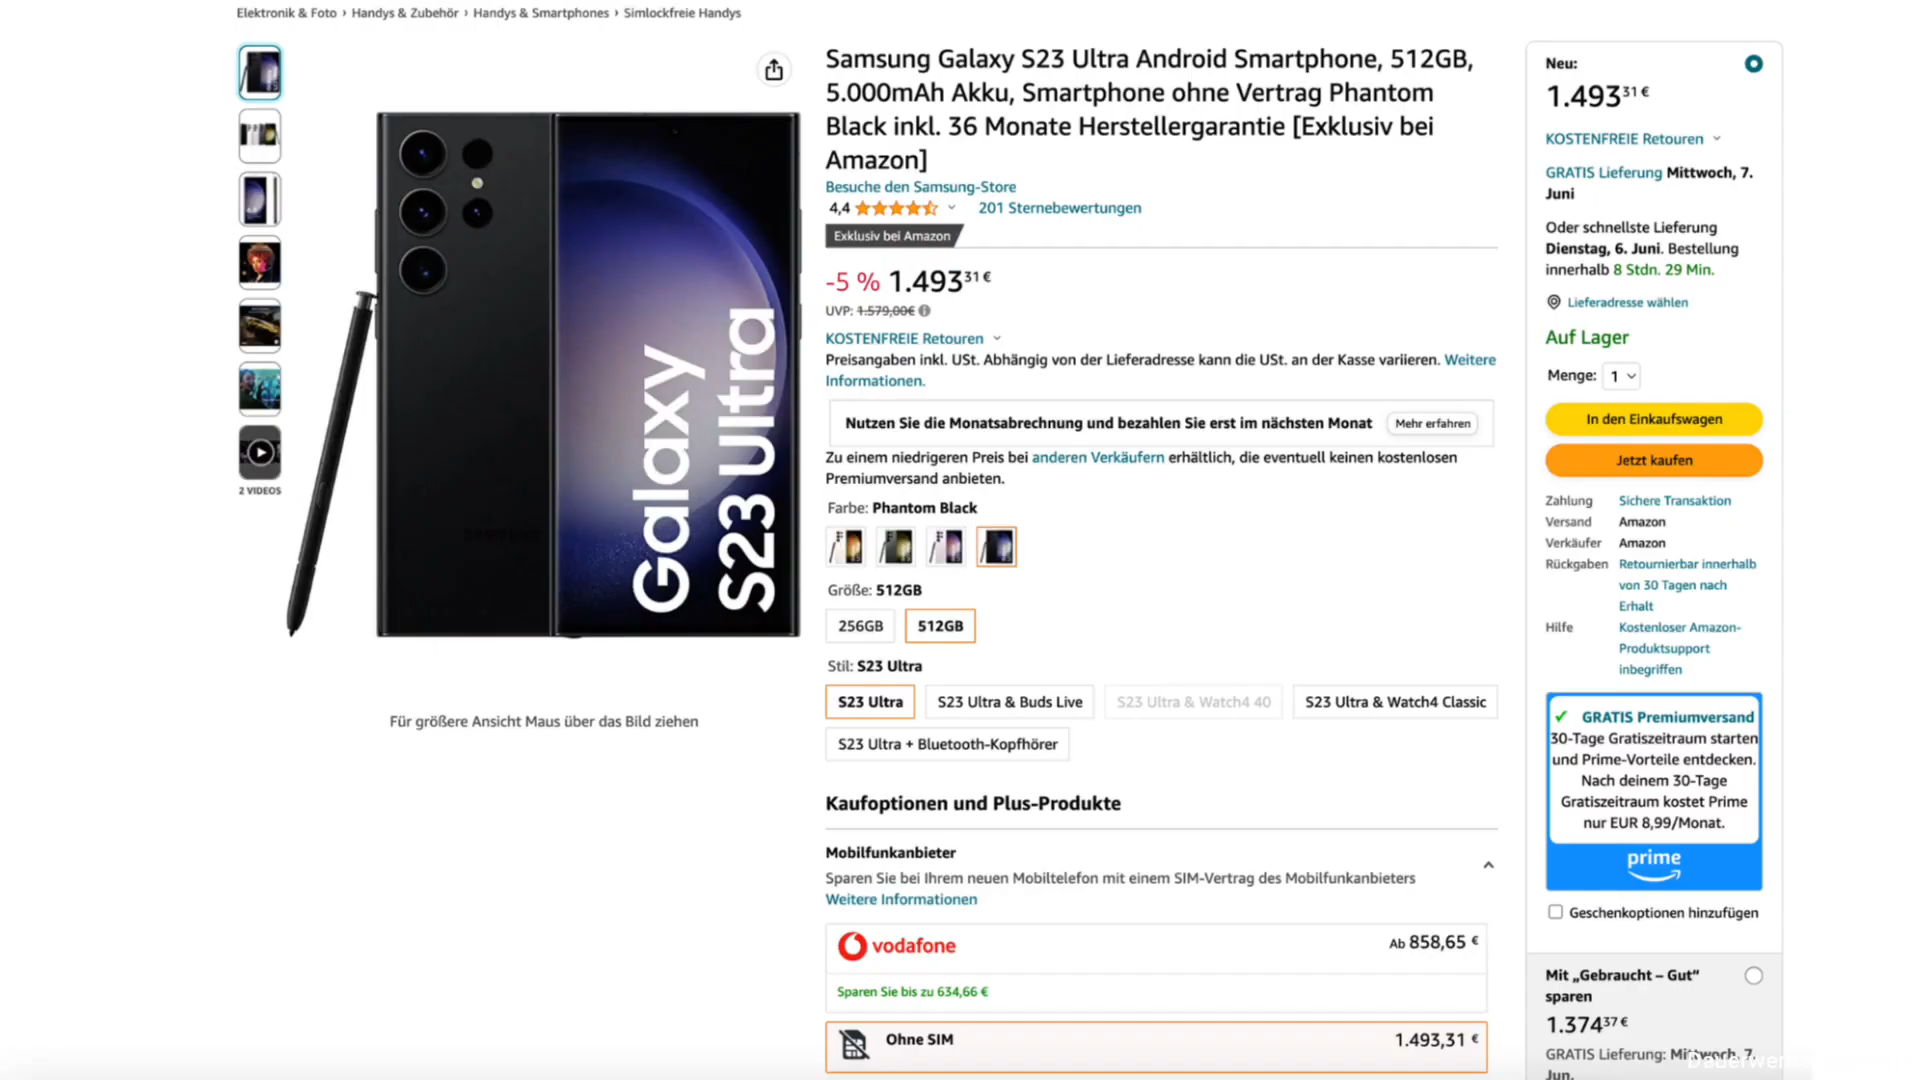 Elektronik & Foto › Handys & Zubehör › Handys & Smartphones › Simlockfreie Handys
2 VIDEOS
Galaxy
S23 Ultra
Für größere Ansicht Maus über das Bild ziehen
Samsung Galaxy S23 Ultra Android Smartphone, 512GB,
5.000mAh Akku, Smartphone ohne Vertrag Phantom
Black inkl. 36 Monate Herstellergarantie [Exklusiv bei
Amazon]
Besuche den Samsung-Store
4,4 201 Sternebewertungen
Exklusiv bei Amazon
-5 % 1.493 31 €
UVP: 1.579,00€
KOSTENFREIE Retouren
Preisangaben inkl. USt. Abhängig von der Lieferadresse kann die USt. an der Kasse variieren. Weitere
Informationen.
Nutzen Sie die Monatsabrechnung und bezahlen Sie erst im nächsten Monat Mehr erfahren
Zu einem niedrigeren Preis bei anderen Verkäufern erhältlich, die eventuell keinen kostenlosen
Premiumversand anbieten.
Farbe: Phantom Black
Größe: 512GB
256GB 512GB
Stil: S23 Ultra
S23 Ultra S23 Ultra & Buds Live S23 Ultra & Watch4 40 S23 Ultra & Watch4 Classic
S23 Ultra + Bluetooth-Kopfhörer
Kaufoptionen und Plus-Produkte
Mobilfunkanbieter
Sparen Sie bei Ihrem neuen Mobiltelefon mit einem SIM-Vertrag des Mobilfunkanbieters
Weitere Informationen
vodafone Ab 858,65 €
Sparen Sie bis zu 634,66 €
Ohne SIM 1.493,31 €
Neu:
1.493 31 €
KOSTENFREIE Retouren
GRATIS Lieferung Mittwoch, 7.
Juni
Oder schnellste Lieferung
Dienstag, 6. Juni. Bestellung
innerhalb 8 Stdn. 29 Min.
Lieferadresse wählen
Auf Lager
Menge: 1
In den Einkaufswagen
Jetzt kaufen
Zahlung Sichere Transaktion
Versand Amazon
Verkäufer Amazon
Rückgaben Retournierbar innerhalb
von 30 Tagen nach
Erhalt
Hilfe Kostenloser Amazon-
Produktsupport
inbegriffen
GRATIS Premiumversand
30-Tage Gratiszeitraum starten
und Prime-Vorteile entdecken.
Nach deinem 30-Tage
Gratiszeitraum kostet Prime
nur EUR 8,99/Monat.
prime
Geschenkoptionen hinzufügen
Mit „Gebraucht – Gut“
sparen
1.374 37 €
GRATIS Lieferung: Mittwoch, 7.
Jun.